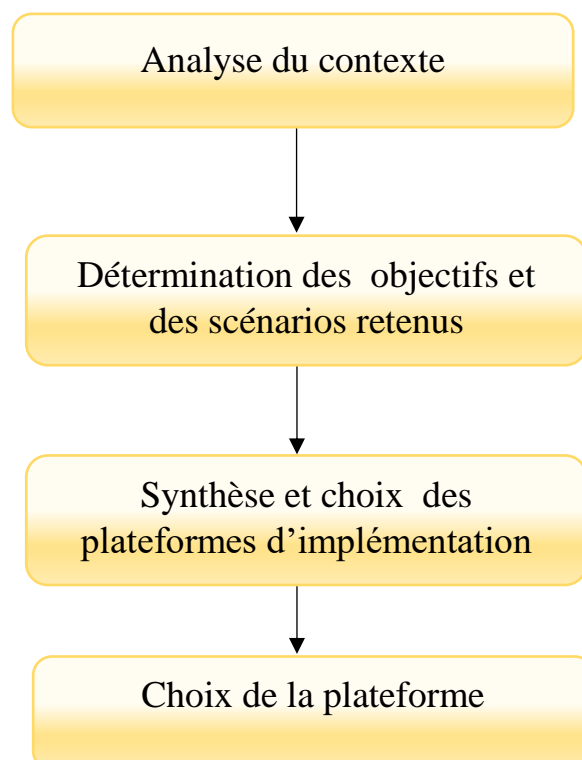 Analyse du contexte
Détermination des objectifs et
des scénarios retenus
Synthèse et choix des
plateformes d’implémentation
Choix de la plateforme